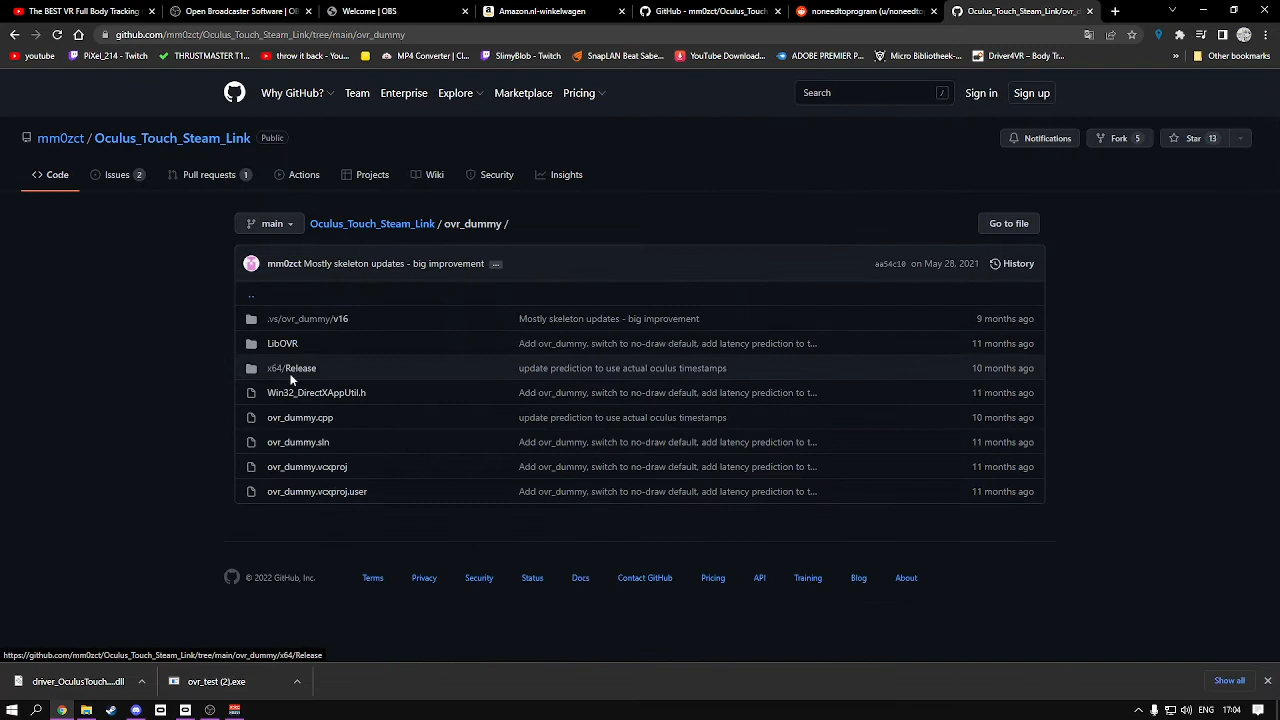 The BEST VR Full Body Tracking
Open Broadcaster Software | OB
Welcome | OBS
Amazon.nl-winkelwagen
GitHub - mm0zct/Oculus_Touch
noneedtoprogram (u/noneedto
Oculus_Touch_Steam_Link/ovr_d
github.com/mm0zct/Oculus_Touch_Steam_Link/tree/main/ovr_dummy
youtube
PiXel_214 - Twitch
THRUSTMASTER T1...
throw it back - You...
MP4 Converter | Cl...
SlimyBlob - Twitch
SnapLAN Beat Sabe...
YouTube Download...
ADOBE PREMIER P...
Micro Bibliotheek-...
Driver4VR – Body Tr...
»
Other bookmarks
Why GitHub?
Team
Enterprise
Explore
Marketplace
Pricing
Search
/
Sign in
Sign up
mm0zct / Oculus_Touch_Steam_Link
Public
Notifications
Fork 5
Star 13
<> Code
Issues 2
Pull requests 1
Actions
Projects
Wiki
Security
Insights
main
Oculus_Touch_Steam_Link / ovr_dummy /
Go to file
mm0zct Mostly skeleton updates - big improvement ...
aa54c10 on May 28, 2021
History
..
.vs/ovr_dummy/v16 Mostly skeleton updates - big improvement 9 months ago
LibOVR Add ovr_dummy, switch to no-draw default, add latency prediction to t... 11 months ago
x64/Release update prediction to use actual oculus timestamps 10 months ago
Win32_DirectXAppUtil.h Add ovr_dummy, switch to no-draw default, add latency prediction to t... 11 months ago
ovr_dummy.cpp update prediction to use actual oculus timestamps 10 months ago
ovr_dummy.sln Add ovr_dummy, switch to no-draw default, add latency prediction to t... 11 months ago
ovr_dummy.vcxproj Add ovr_dummy, switch to no-draw default, add latency prediction to t... 11 months ago
ovr_dummy.vcxproj.user Add ovr_dummy, switch to no-draw default, add latency prediction to t... 11 months ago
© 2022 GitHub, Inc.
Terms
Privacy
Security
Status
Docs
Contact GitHub
Pricing
API
Training
Blog
About
https://github.com/mm0zct/Oculus_Touch_Steam_Link/tree/main/ovr_dummy/x64/Release
driver_OculusTouch....dll
ovr_test (2).exe
Show all
ENG
17:04